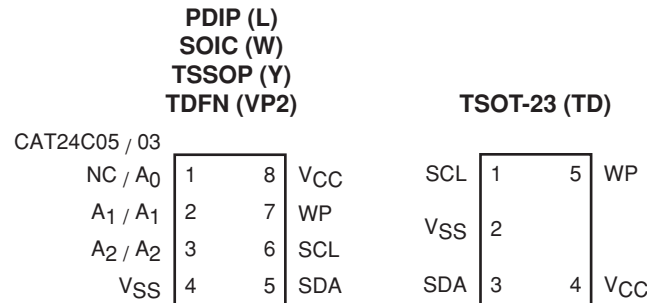 PDIP (L)
SOIC (W)
TSSOP (Y)
TDFN (VP2)
CAT24C05 / 03
NC / A0 1 8 VCC
A1 / A1 2 7 WP
A2 / A2 3 6 SCL
VSS 4 5 SDA
TSOT-23 (TD)
SCL 1 5 WP
VSS 2
SDA 3 4 VCC